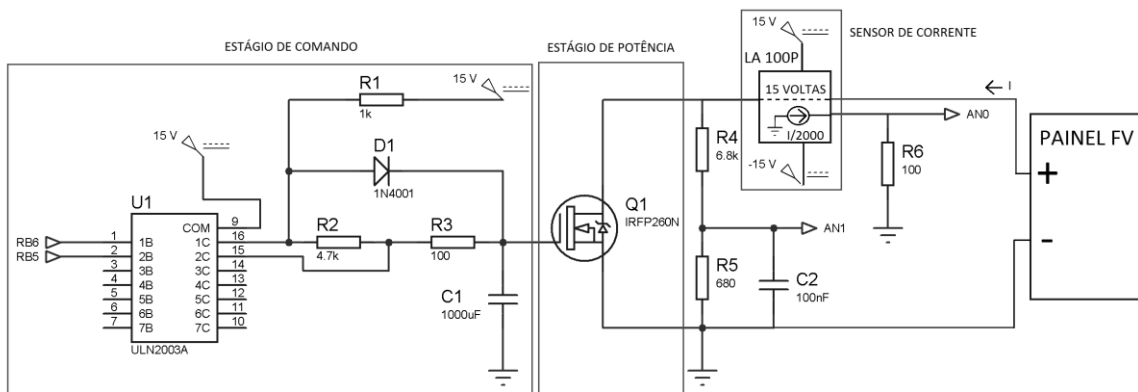 ESTÁGIO DE COMANDO
ESTÁGIO DE POTÊNCIA
SENSOR DE CORRENTE
15 V
LA 100P
15 VOLTAS
I/2000
-15 V
I
AN0
R6
100
PAINEL FV
+
-
R1
1k
15 V
D1
1N4001
15 V
U1
COM
9
RB6
1
1B
1C
16
RB5
2
2B
2C
15
3
3B
3C
14
4
4B
4C
13
5
5B
5C
12
6
6B
6C
11
7
7B
7C
10
ULN2003A
R2
4.7k
R3
100
C1
1000uF
Q1
IRFP260N
R4
6.8k
AN1
R5
680
C2
100nF